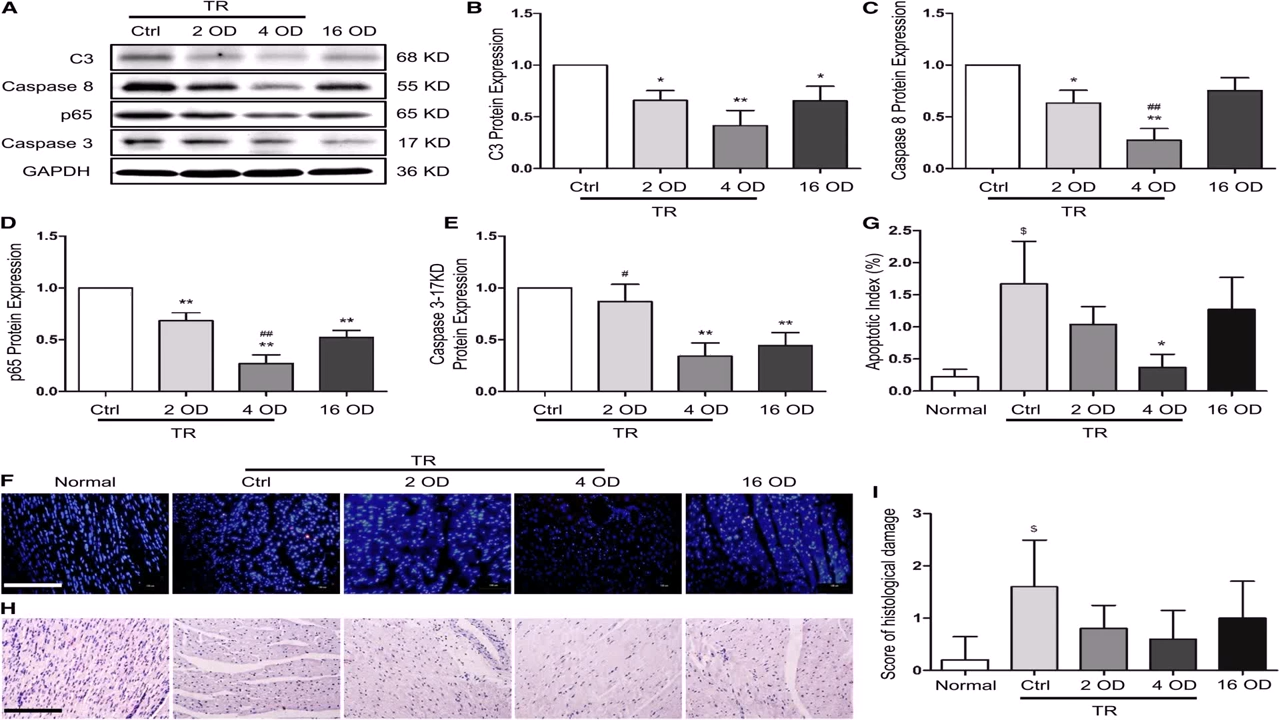 A
TR
Ctrl 2 OD 4 OD 16 OD
C3 68 KD
Caspase 8 55 KD
p65 65 KD
Caspase 3 17 KD
GAPDH 36 KD
B
C3 Protein Expression
1.5
1.0
0.5
0.0
*
**
*
Ctrl 2 OD 4 OD 16 OD
TR
C
Caspase 8 Protein Expression
1.5
1.0
0.5
0.0
*
##
**
Ctrl 2 OD 4 OD 16 OD
TR
D
p65 Protein Expression
1.5
1.0
0.5
0.0
**
##
**
**
Ctrl 2 OD 4 OD 16 OD
TR
E
Caspase 3-17KD
Protein Expression
1.5
1.0
0.5
0.0
#
**
**
Ctrl 2 OD 4 OD 16 OD
TR
G
Apoptotic Index (%)
2.5
2.0
1.5
1.0
0.5
0.0
$
*
Normal Ctrl 2 OD 4 OD 16 OD
TR
F
TR
Normal Ctrl 2 OD 4 OD 16 OD
H
I
Score of histological damage
3
2
1
0
$
Normal Ctrl 2 OD 4 OD 16 OD
TR